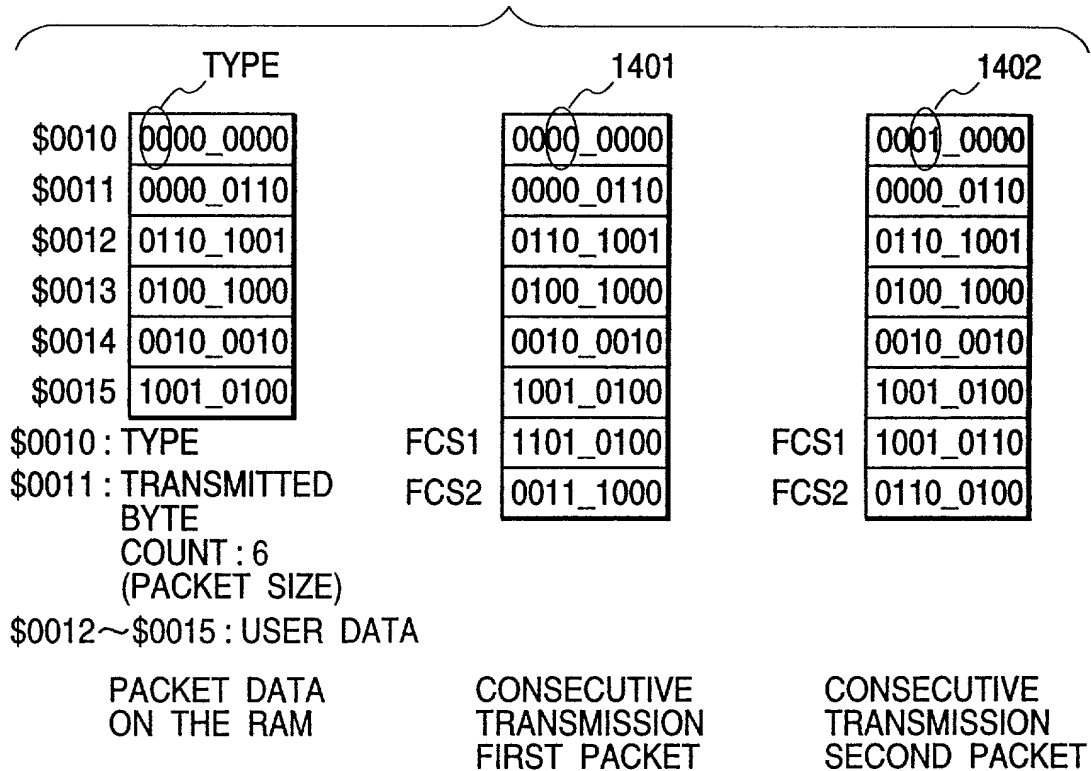 TYPE 1401 1402
$0010 0000_0000 0000_0000 0001_0000
$0011 0000_0110 0000_0110 0000_0110
$0012 0110_1001 0110_1001 0110_1001
$0013 0100_1000 0100_1000 0100_1000
$0014 0010_0010 0010_0010 0010_0010
$0015 1001_0100 1001_0100 1001_0100
FCS1 1101_0100 FCS1 1001_0110
FCS2 0011_1000 FCS2 0110_0100
$0010 : TYPE
$0011 : TRANSMITTED
BYTE
COUNT : 6
(PACKET SIZE)
$0012~$0015 : USER DATA
PACKET DATA
ON THE RAM
CONSECUTIVE
TRANSMISSION
FIRST PACKET
CONSECUTIVE
TRANSMISSION
SECOND PACKET